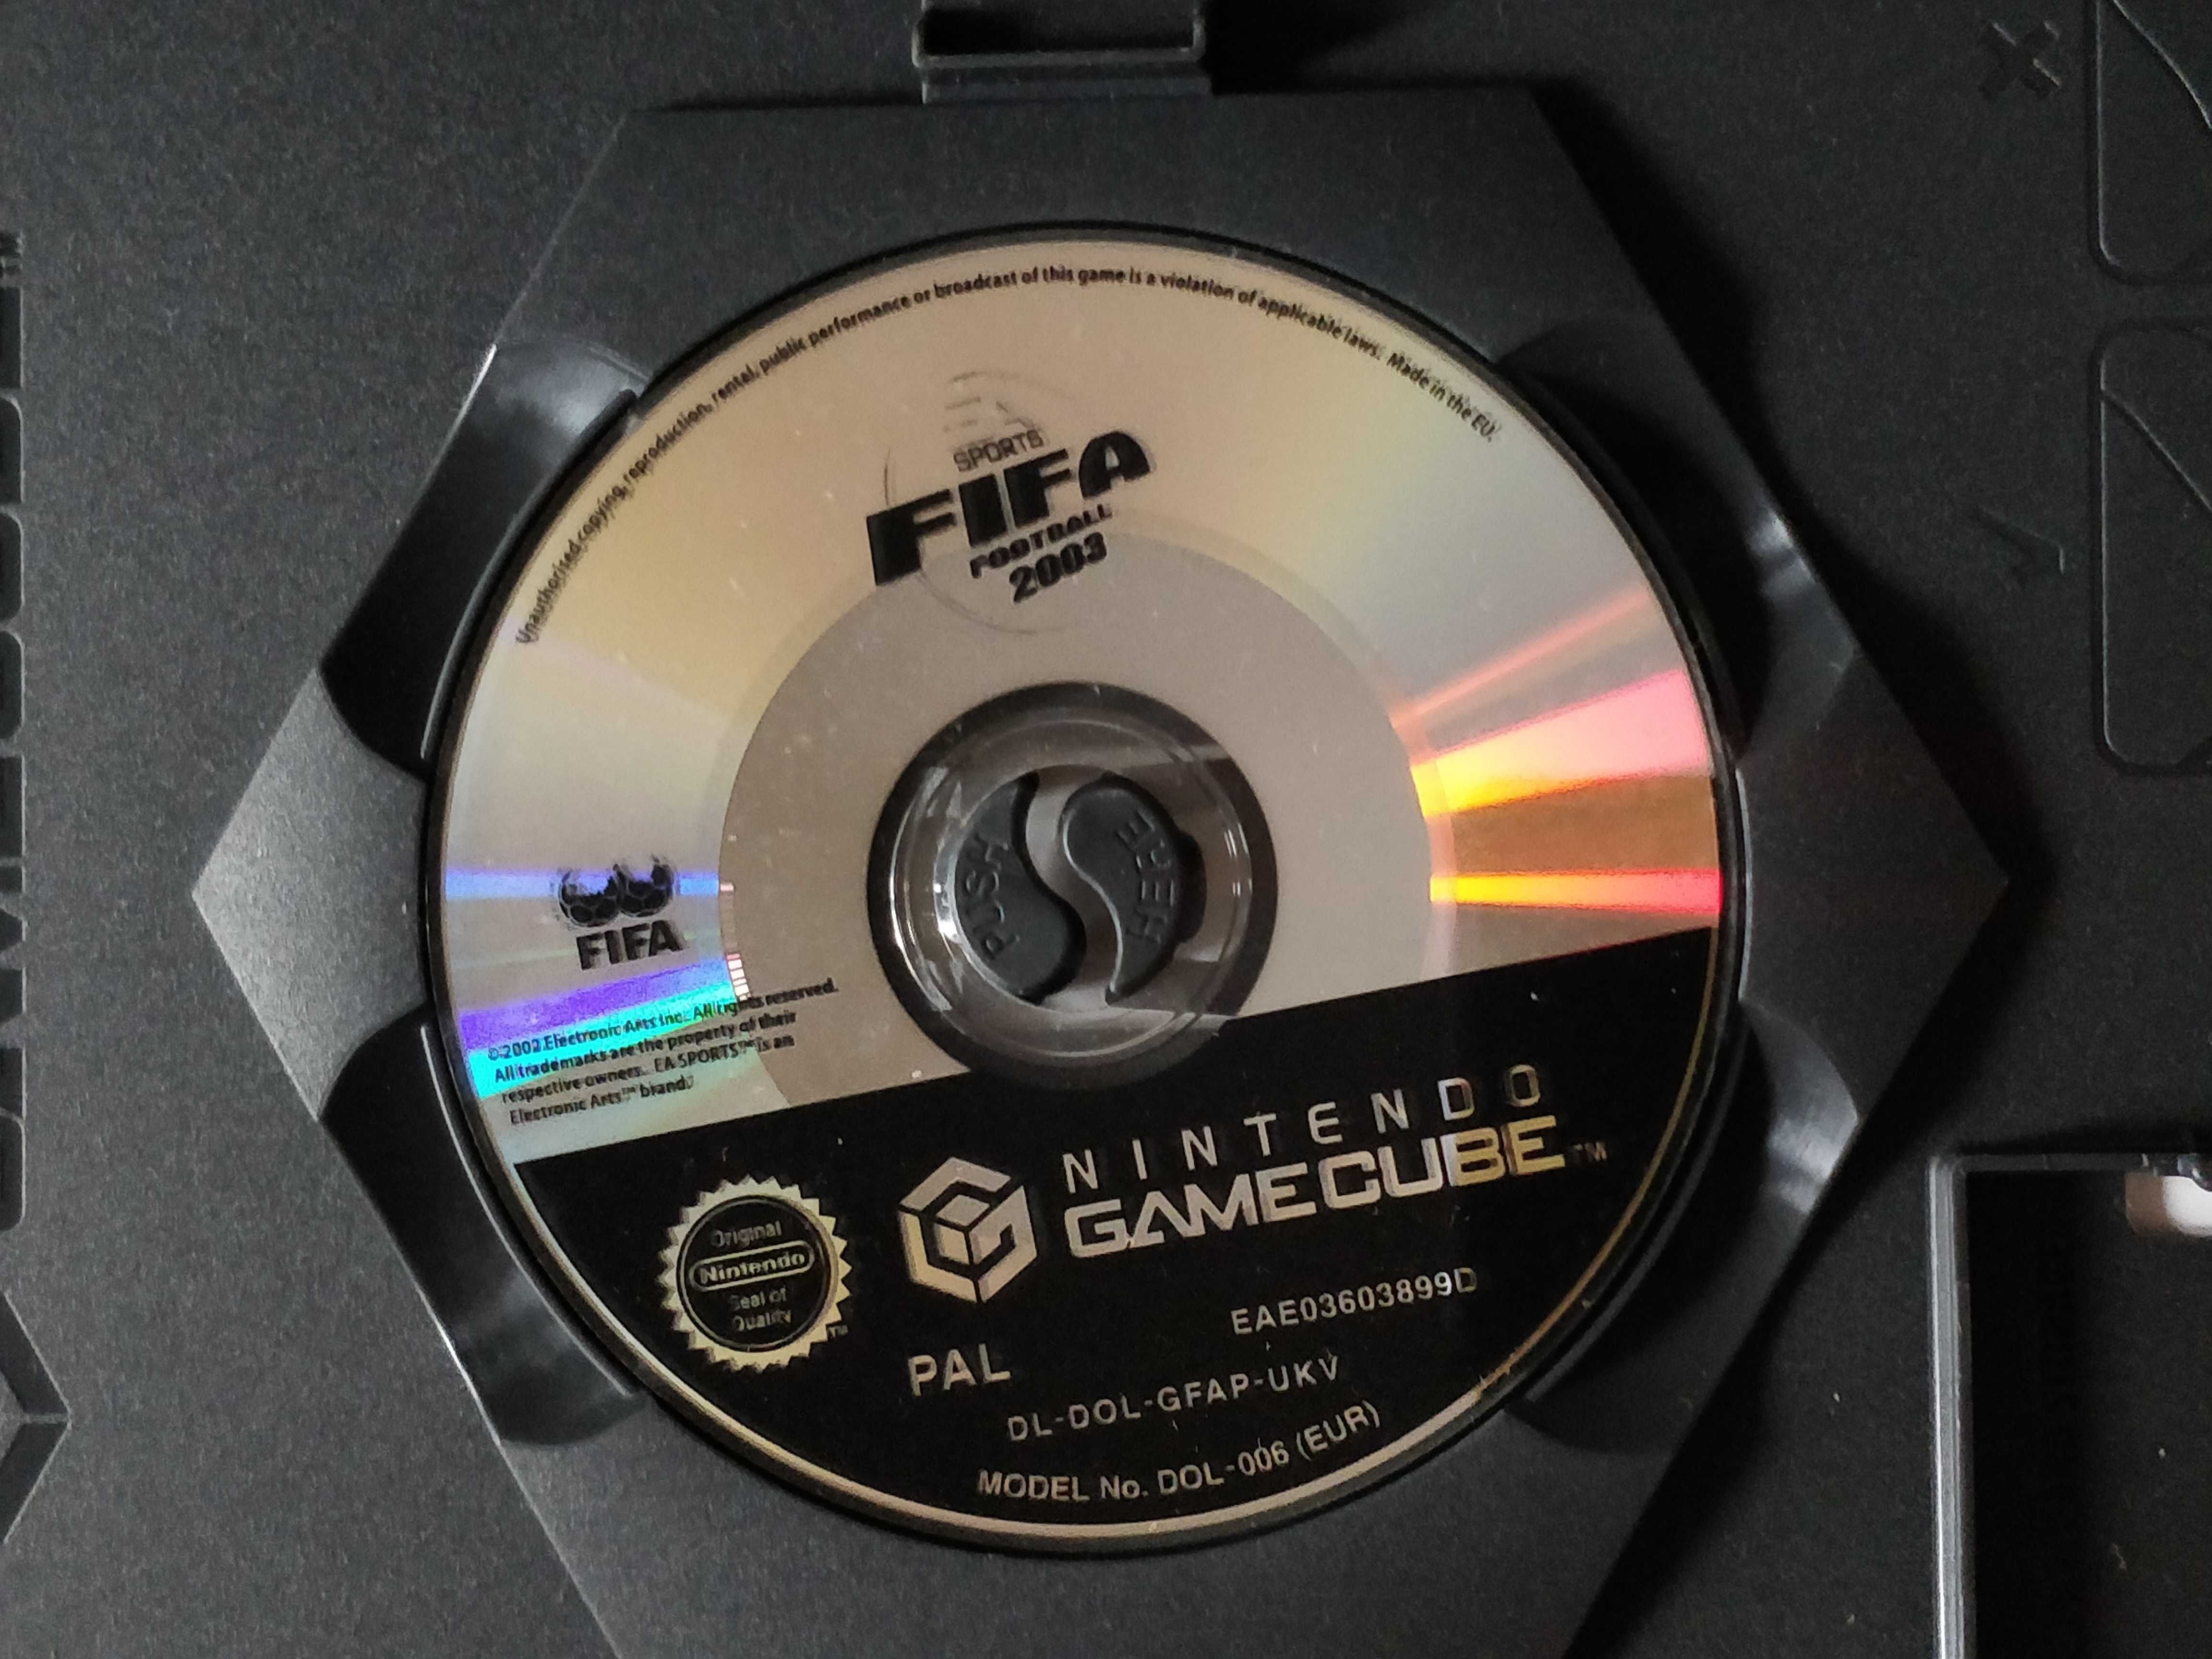 Unauthorised copying, reproduction, rental, public performance or broadcast of this game is a violation of applicable laws. Made in the EU.
EA
SPORTS
FIFA
FOOTBALL
2003
PUSH
HERE
FIFA
©2002 Electronic Arts Inc. All rights reserved.
All trademarks are the property of their
respective owners. EA SPORTS™ is an
Electronic Arts™ brand.
NINTENDO
GAMECUBE™
Original
Nintendo
Seal of
Quality
TM
EAE03603899D
PAL
DL-DOL-GFAP-UKV
MODEL No. DOL-006 (EUR)